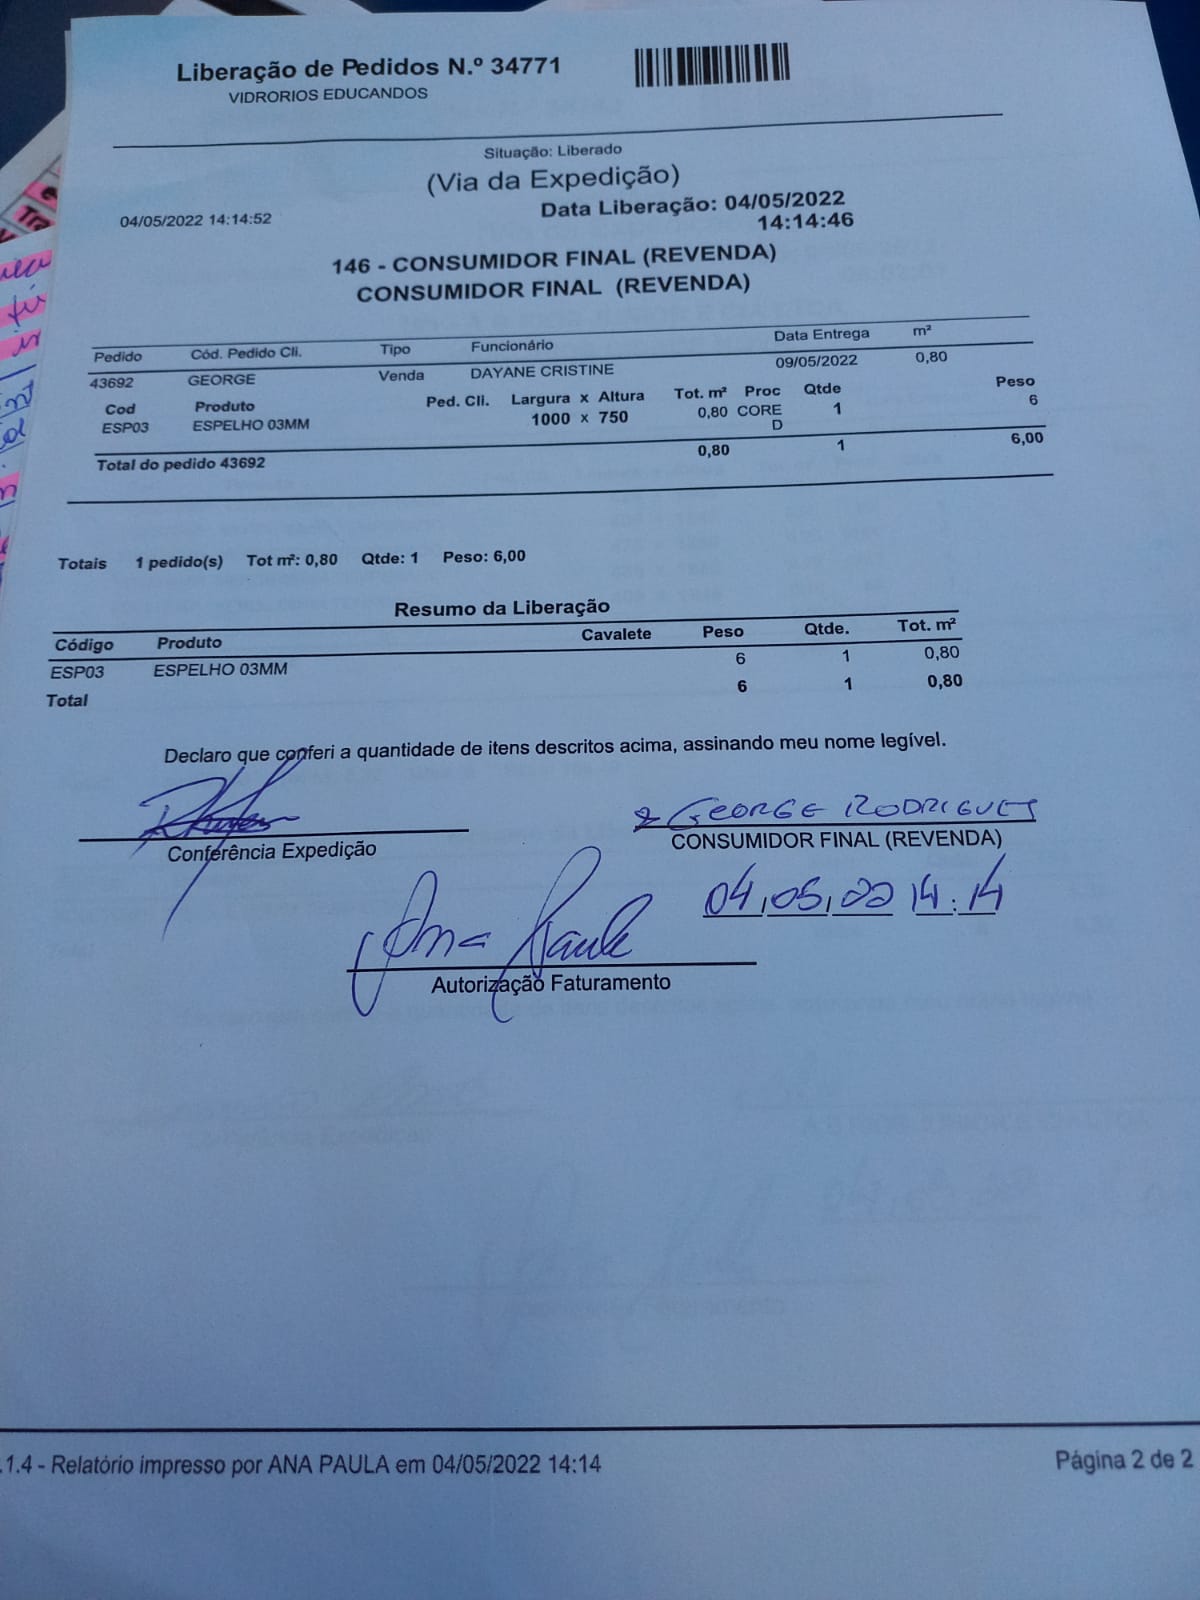 Liberação de Pedidos N.º 34771
VIDRORIOS EDUCANDOS
Situação: Liberado
(Via da Expedição)
04/05/2022 14:14:52 Data Liberação: 04/05/2022
14:14:46
146 - CONSUMIDOR FINAL (REVENDA)
CONSUMIDOR FINAL (REVENDA)
Pedido Cód. Pedido Cli. Tipo Funcionário Data Entrega m²
43692 GEORGE Venda DAYANE CRISTINE 09/05/2022 0,80
Cod Produto Ped. Cli. Largura x Altura Tot. m² Proc Qtde Peso
ESP03 ESPELHO 03MM 1000 x 750 0,80 CORE 1 6
D
Total do pedido 43692 0,80 1 6,00
Totais 1 pedido(s) Tot m²: 0,80 Qtde: 1 Peso: 6,00
Resumo da Liberação
Código Produto Cavalete Peso Qtde. Tot. m²
ESP03 ESPELHO 03MM 6 1 0,80
Total 6 1 0,80
Declaro que conferi a quantidade de itens descritos acima, assinando meu nome legível.
GEORGE RODRIGUES
Conferência Expedição CONSUMIDOR FINAL (REVENDA)
04,05,22 14:14
Ana Paula
Autorização Faturamento
.1.4 - Relatório impresso por ANA PAULA em 04/05/2022 14:14 Página 2 de 2